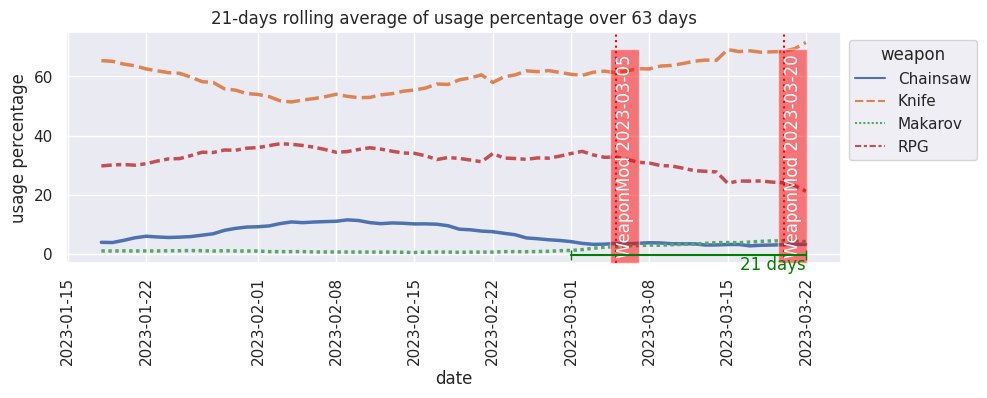 21-days rolling average of usage percentage over 63 days
usage percentage
60
40
20
0
WeaponMod 2023-03-05
WeaponMod 2023-03-20
21 days
2023-01-15
2023-01-22
2023-02-01
2023-02-08
2023-02-15
2023-02-22
2023-03-01
2023-03-08
2023-03-15
2023-03-22
date
weapon
Chainsaw
Knife
Makarov
RPG